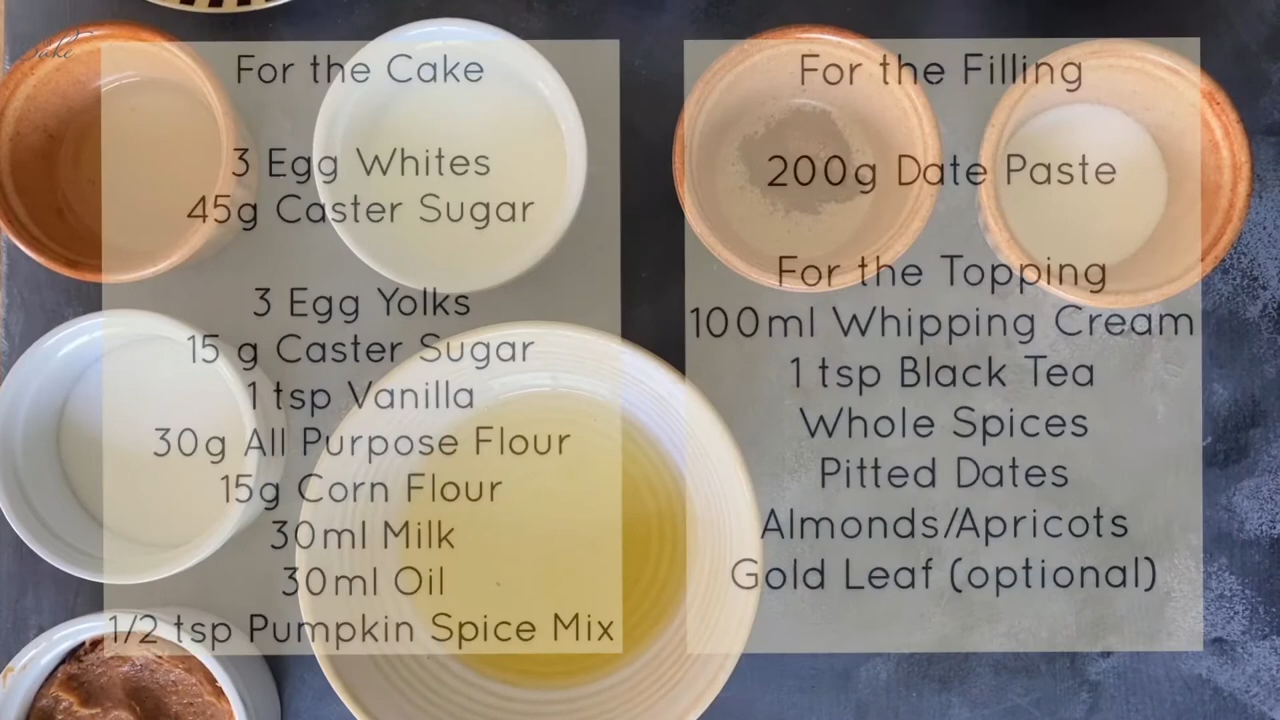 Bake
For the Cake
3 Egg Whites
45g Caster Sugar
3 Egg Yolks
15 g Caster Sugar
1 tsp Vanilla
30g All Purpose Flour
15g Corn Flour
30ml Milk
30ml Oil
1/2 tsp Pumpkin Spice Mix
For the Filling
200g Date Paste
For the Topping
100ml Whipping Cream
1 tsp Black Tea
Whole Spices
Pitted Dates
Almonds/Apricots
Gold Leaf (optional)